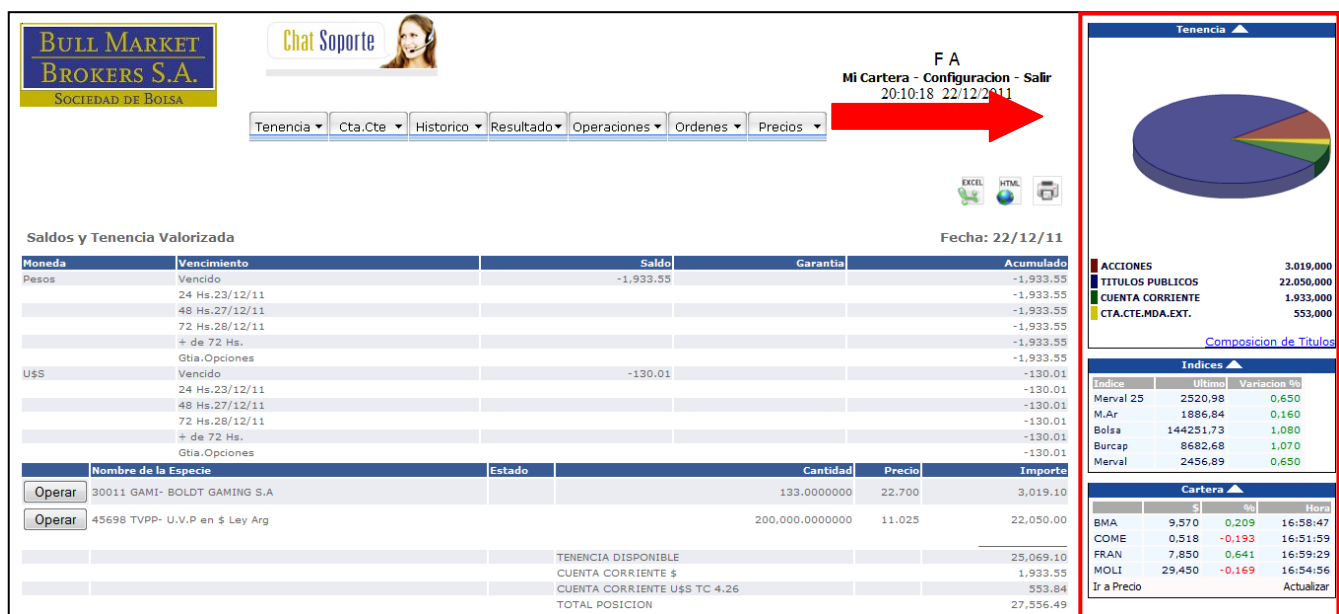 BULL MARKET
BROKERS S.A.
SOCIEDAD DE BOLSA
Chat Soporte
F A
Mi Cartera - Configuracion - Salir
20:10:18 22/12/2011
Tenencia Cta.Cte Historico Resultado Operaciones Ordenes Precios
EXCEL HTML
Saldos y Tenencia Valorizada Fecha: 22/12/11
Moneda Vencimiento Saldo Garantia Acumulado
Pesos Vencido -1,933.55 -1,933.55
24 Hs.23/12/11 -1,933.55
48 Hs.27/12/11 -1,933.55
72 Hs.28/12/11 -1,933.55
+ de 72 Hs. -1,933.55
Gtia.Opciones -1,933.55
U$S Vencido -130.01 -130.01
24 Hs.23/12/11 -130.01
48 Hs.27/12/11 -130.01
72 Hs.28/12/11 -130.01
+ de 72 Hs. -130.01
Gtia.Opciones -130.01
Nombre de la Especie Estado Cantidad Precio Importe
Operar 30011 GAMI- BOLDT GAMING S.A 133.0000000 22.700 3,019.10
Operar 45698 TVPP- U.V.P en $ Ley Arg 200,000.0000000 11.025 22,050.00
TENENCIA DISPONIBLE 25,069.10
CUENTA CORRIENTE $ 1,933.55
CUENTA CORRIENTE U$S TC 4.26 553.84
TOTAL POSICION 27,556.49
Tenencia
ACCIONES 3.019,000
TITULOS PUBLICOS 22.050,000
CUENTA CORRIENTE 1.933,000
CTA.CTE.MDA.EXT. 553,000
Composicion de Titulos
Indices
Indice Ultimo Variacion %
Merval 25 2520,98 0,650
M.Ar 1886,84 0,160
Bolsa 144251,73 1,080
Burcap 8682,68 1,070
Merval 2456,89 0,650
Cartera
$ % Hora
BMA 9,570 0,209 16:58:47
COME 0,518 -0,193 16:51:59
FRAN 7,850 0,641 16:59:29
MOLI 29,450 -0,169 16:54:56
Ir a Precio Actualizar